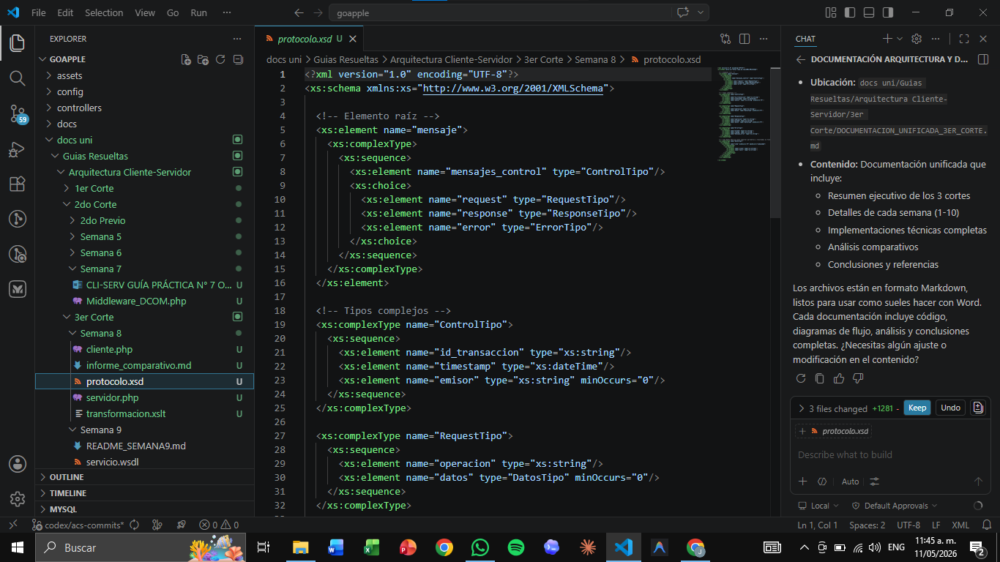 File Edit Selection View Go Run ···
goapple
EXPLORER
GOAPPLE
assets
config
controllers
docs
docs uni
Guias Resueltas
Arquitectura Cliente-Servidor
1er Corte
2do Corte
2do Previo
Semana 5
Semana 6
Semana 7
CLI-SERV GUÍA PRÁCTICA N° 7 O... U
Middleware_DCOM.php U
3er Corte
Semana 8
cliente.php U
informe_comparativo.md U
protocolo.xsd U
servidor.php U
transformacion.xslt U
Semana 9
README_SEMANA9.md
servicio.wsdl
OUTLINE
TIMELINE
MYSQL
59
protocolo.xsd U
docs uni > Guias Resueltas > Arquitectura Cliente-Servidor > 3er Corte > Semana 8 > protocolo.xsd
1 <?xml version="1.0" encoding="UTF-8"?>
2 <xs:schema xmlns:xs="http://www.w3.org/2001/XMLSchema">
3
4 <!-- Elemento raíz -->
5 <xs:element name="mensaje">
6 <xs:complexType>
7 <xs:sequence>
8 <xs:element name="mensajes_control" type="ControlTipo"/>
9 <xs:choice>
10 <xs:element name="request" type="RequestTipo"/>
11 <xs:element name="response" type="ResponseTipo"/>
12 <xs:element name="error" type="ErrorTipo"/>
13 </xs:choice>
14 </xs:sequence>
15 </xs:complexType>
16 </xs:element>
17
18 <!-- Tipos complejos -->
19 <xs:complexType name="ControlTipo">
20 <xs:sequence>
21 <xs:element name="id_transaccion" type="xs:string"/>
22 <xs:element name="timestamp" type="xs:dateTime"/>
23 <xs:element name="emisor" type="xs:string" minOccurs="0"/>
24 </xs:sequence>
25 </xs:complexType>
26
27 <xs:complexType name="RequestTipo">
28 <xs:sequence>
29 <xs:element name="operacion" type="xs:string"/>
30 <xs:element name="datos" type="DatosTipo" minOccurs="0"/>
31 </xs:sequence>
32 </xs:complexType>
CHAT
DOCUMENTACIÓN ARQUITECTURA Y D...
• Ubicación: docs uni/Guias
Resueltas/Arquitectura Cliente-
Servidor/3er
Corte/DOCUMENTACION_UNIFICADA_3ER_CORTE.
md
• Contenido: Documentación unificada que
incluye:
Resumen ejecutivo de los 3 cortes
Detalles de cada semana (1-10)
Implementaciones técnicas completas
Análisis comparativos
Conclusiones y referencias
Los archivos están en formato Markdown,
listos para usar como sueles hacer con Word.
Cada documentación incluye código,
diagramas de flujo, análisis y conclusiones
completas. ¿Necesitas algún ajuste o
modificación en el contenido?
3 files changed +1281 - Keep Undo
protocolo.xsd
Describe what to build
Auto
Local Default Approvals
codex/acs-commits* 0 0 Ln 1, Col 1 Spaces: 2 UTF-8 LF XML
Buscar
ENG
11:45 a. m.
11/05/2026
2